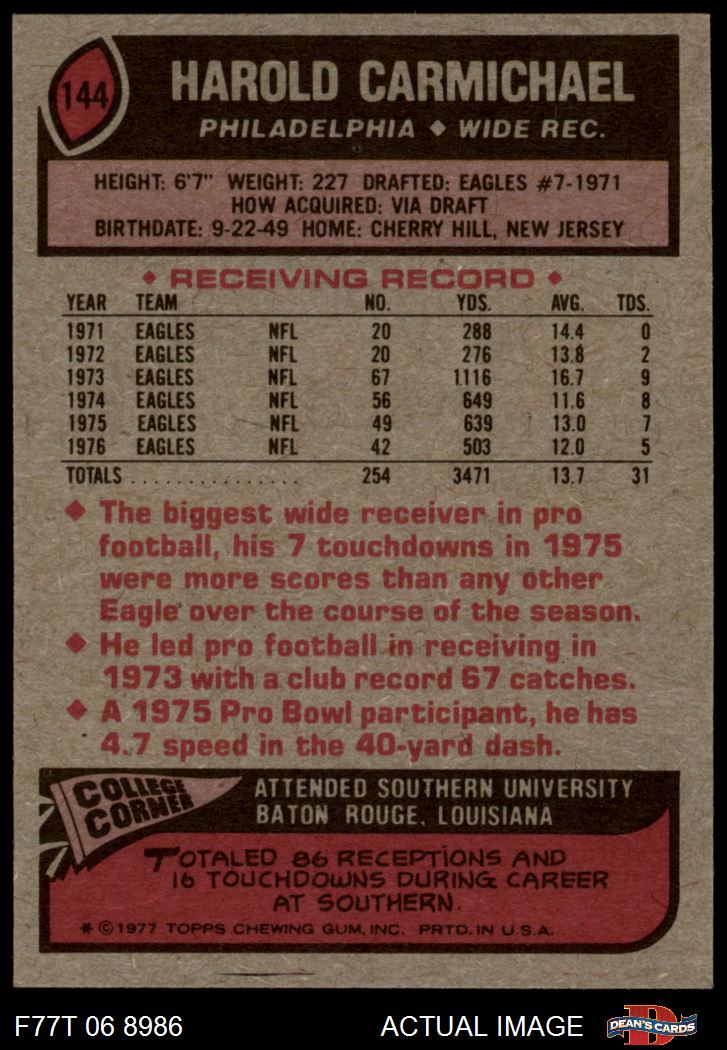 144
HAROLD CARMICHAEL
PHILADELPHIA ◆ WIDE REC.
HEIGHT: 6'7" WEIGHT: 227 DRAFTED: EAGLES #7-1971
HOW ACQUIRED: VIA DRAFT
BIRTHDATE: 9-22-49 HOME: CHERRY HILL, NEW JERSEY
◆ RECEIVING RECORD ◆
YEAR TEAM NO. YDS. AVG. TDS.
1971 EAGLES NFL 20 288 14.4 0
1972 EAGLES NFL 20 276 13.8 2
1973 EAGLES NFL 67 1116 16.7 9
1974 EAGLES NFL 56 649 11.6 8
1975 EAGLES NFL 49 639 13.0 7
1976 EAGLES NFL 42 503 12.0 5
TOTALS . . . . . . . . . . . . . . . 254 3471 13.7 31
◆ The biggest wide receiver in pro
football, his 7 touchdowns in 1975
were more scores than any other
Eagle over the course of the season.
◆ He led pro football in receiving in
1973 with a club record 67 catches.
◆ A 1975 Pro Bowl participant, he has
4.7 speed in the 40-yard dash.
COLLEGE
CORNER
ATTENDED SOUTHERN UNIVERSITY
BATON ROUGE, LOUISIANA
TOTALED 86 RECEPTIONS AND
16 TOUCHDOWNS DURING CAREER
AT SOUTHERN.
* © 1977 TOPPS CHEWING GUM, INC. PRTD. IN U.S.A.
F77T 06 8986 ACTUAL IMAGE
D
DEAN'S CARDS